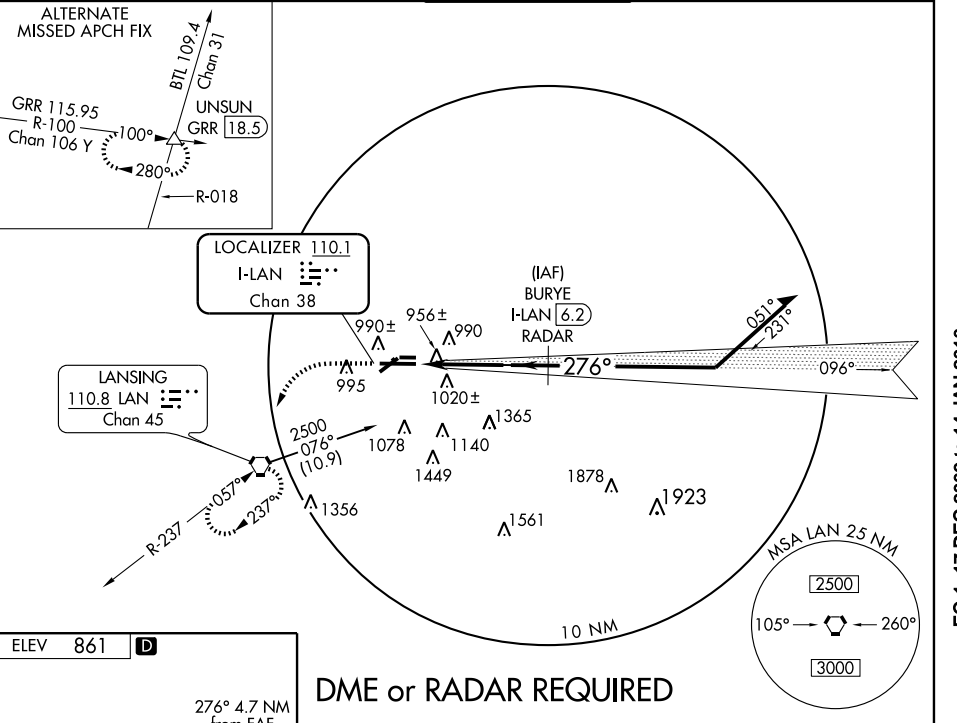 ALTERNATE
MISSED APCH FIX
BTL 109.4
Chan 31
GRR 115.95
R-100
Chan 106 Y
100°
UNSUN
GRR 18.5
280°
R-018
LOCALIZER 110.1
I-LAN
Chan 38
(IAF)
BURYE
I-LAN 6.2
RADAR
051°
231°
990±
956±
990
276°
096°
995
1020±
LANSING
110.8 LAN
Chan 45
2500
076°
(10.9)
1078
1140
1365
1449
1878
1923
057°
237°
1356
1561
R-237
MSA LAN 25 NM
2500
105°
260°
3000
10 NM
ELEV 861 D
DME or RADAR REQUIRED
276° 4.7 NM